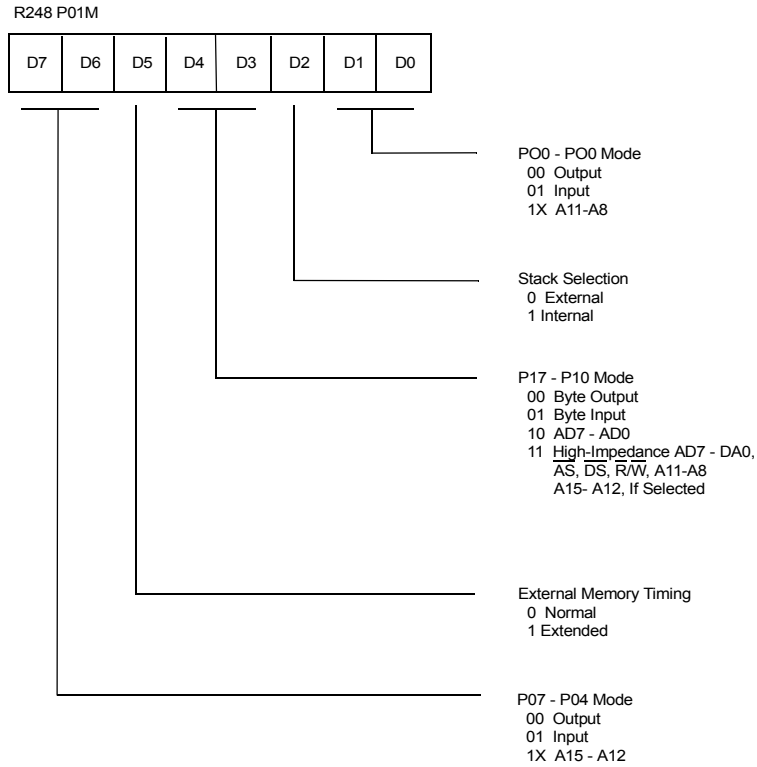 R248 P01M
D7 D6 D5 D4 D3 D2 D1 D0
PO0 - PO0 Mode
00 Output
01 Input
1X A11-A8
Stack Selection
0 External
1 Internal
P17 - P10 Mode
00 Byte Output
01 Byte Input
10 AD7 - AD0
11 High-Impedance AD7 - DA0,
A̅S̅, D̅S̅, R̅/W̅, A11-A8
A15- A12, If Selected
External Memory Timing
0 Normal
1 Extended
P07 - P04 Mode
00 Output
01 Input
1X A15 - A12